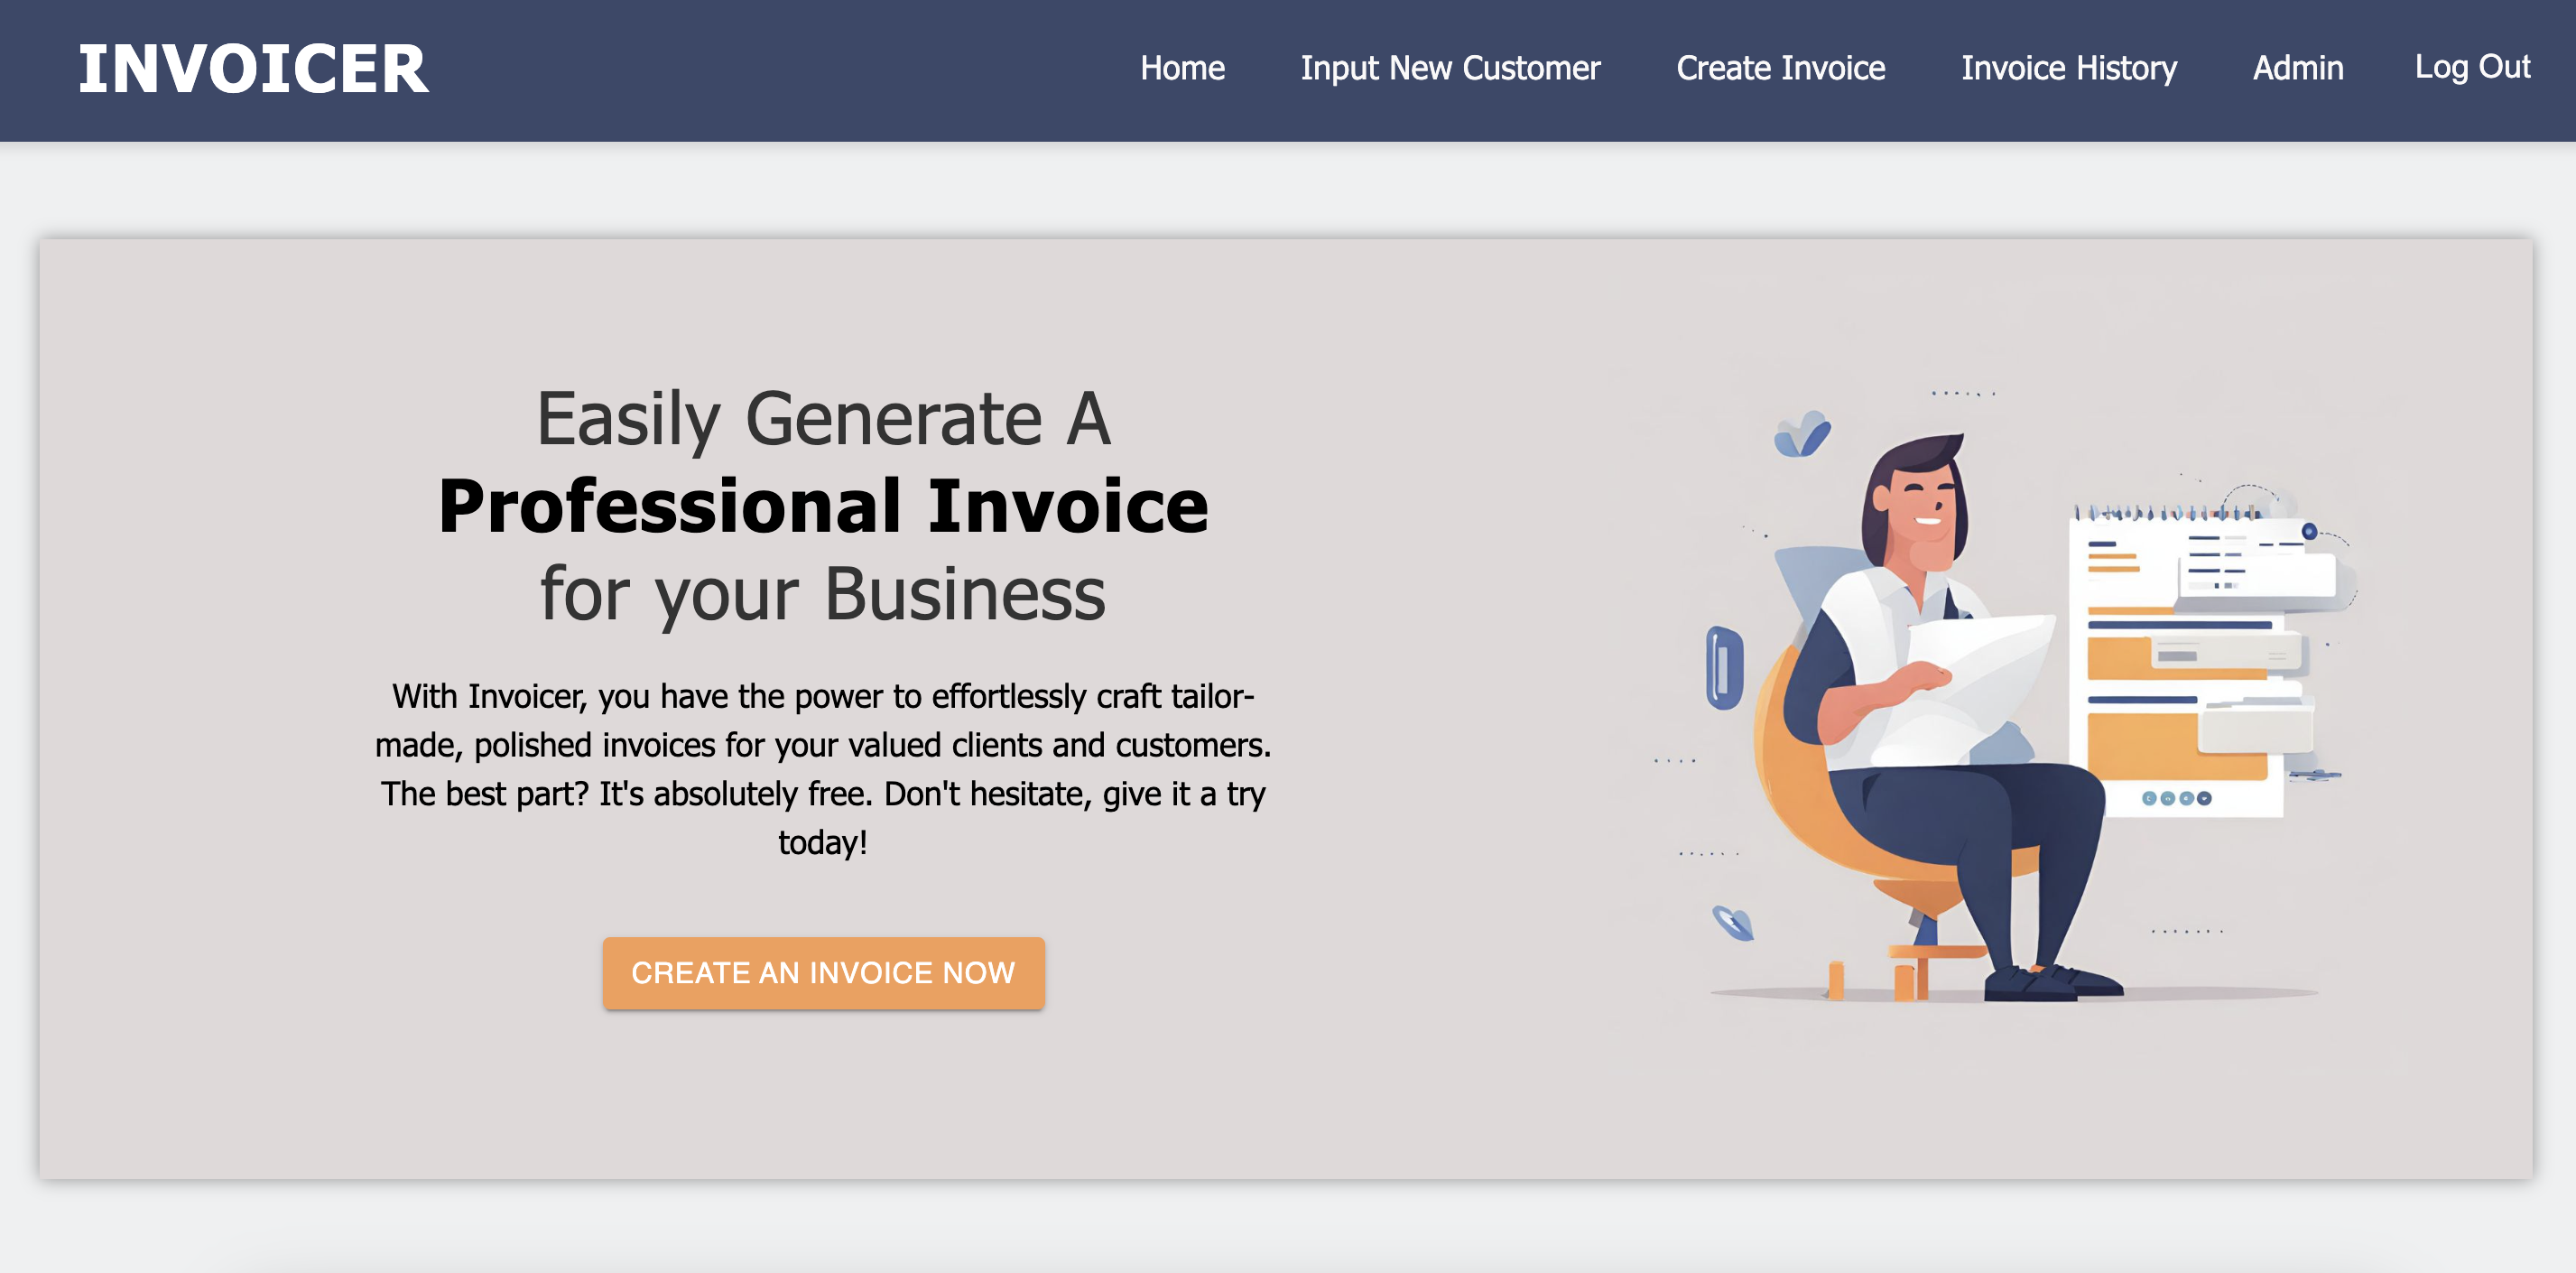 INVOICER
Home Input New Customer Create Invoice Invoice History Admin Log Out
Easily Generate A
Professional Invoice
for your Business
With Invoicer, you have the power to effortlessly craft tailor-
made, polished invoices for your valued clients and customers.
The best part? It's absolutely free. Don't hesitate, give it a try
today!
CREATE AN INVOICE NOW